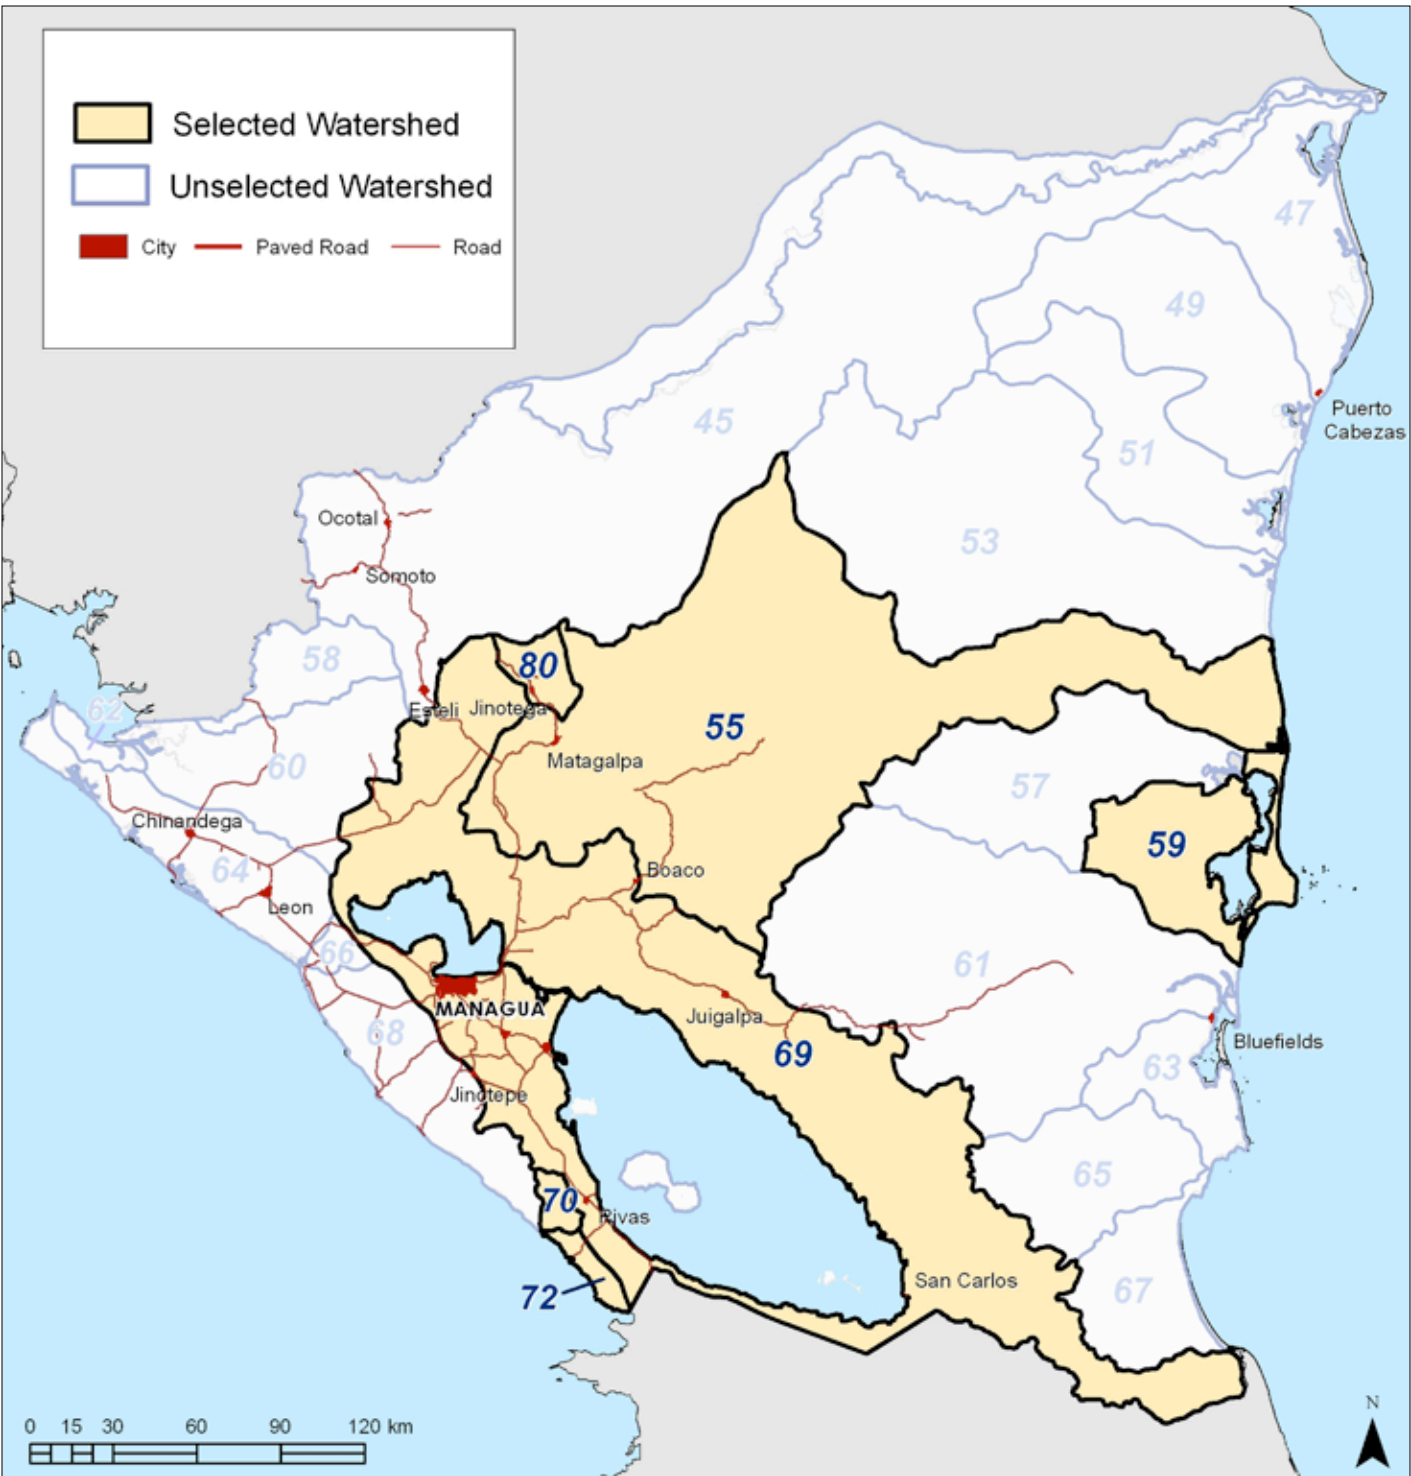 Selected Watershed
Unselected Watershed
City Paved Road Road
47
49
45
Puerto
Cabezas
51
Ocotal
53
Somoto
58
80
62
Esteli Jinotega
55
Matagalpa
60
57
Chinandega
59
64
Boaco
Leon
66
61
MANAGUA
Juigalpa
68
69
Bluefields
63
Jinotepe
65
70
Rivas
San Carlos
72
67
N
0 15 30 60 90 120 km